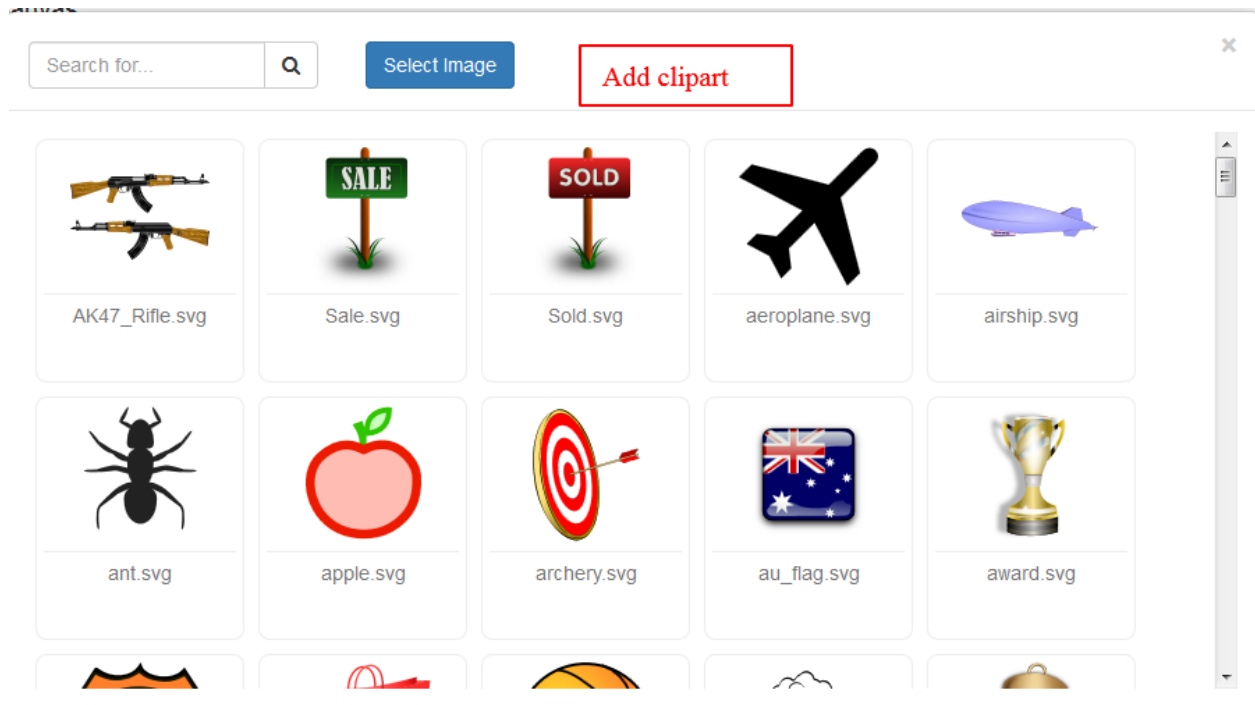 Search for...
Select Image
Add clipart
SALE
SOLD
AK47_Rifle.svg
Sale.svg
Sold.svg
aeroplane.svg
airship.svg
ant.svg
apple.svg
archery.svg
au_flag.svg
award.svg